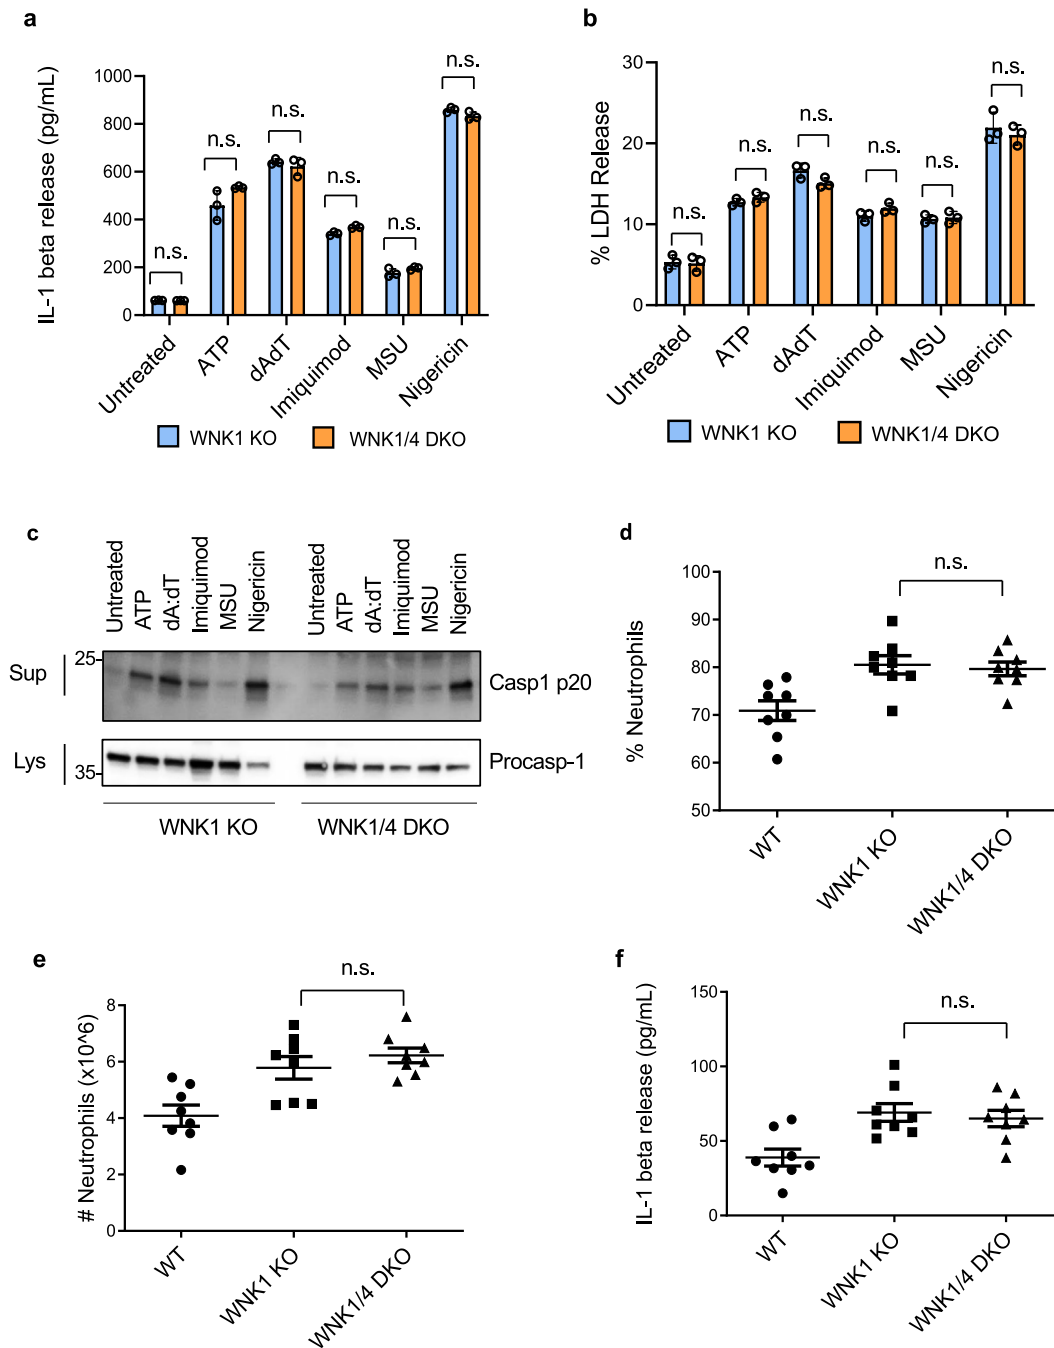 a
IL-1 beta release (pg/mL)
1000
800
600
400
200
0
n.s.
n.s.
n.s.
n.s.
n.s.
n.s.
Untreated
ATP
dAdT
Imiquimod
MSU
Nigericin
WNK1 KO
WNK1/4 DKO
b
% LDH Release
30
20
10
0
n.s.
n.s.
n.s.
n.s.
n.s.
n.s.
Untreated
ATP
dAdT
Imiquimod
MSU
Nigericin
WNK1 KO
WNK1/4 DKO
c
Untreated
ATP
dA:dT
Imiquimod
MSU
Nigericin
Untreated
ATP
dA:dT
Imiquimod
MSU
Nigericin
Sup
25
Casp1 p20
Lys
35
Procasp-1
WNK1 KO
WNK1/4 DKO
d
% Neutrophils
100
90
80
70
60
50
n.s.
WT
WNK1 KO
WNK1/4 DKO
e
# Neutrophils (x10^6)
8
6
4
2
0
n.s.
WT
WNK1 KO
WNK1/4 DKO
f
IL-1 beta release (pg/mL)
150
100
50
0
n.s.
WT
WNK1 KO
WNK1/4 DKO